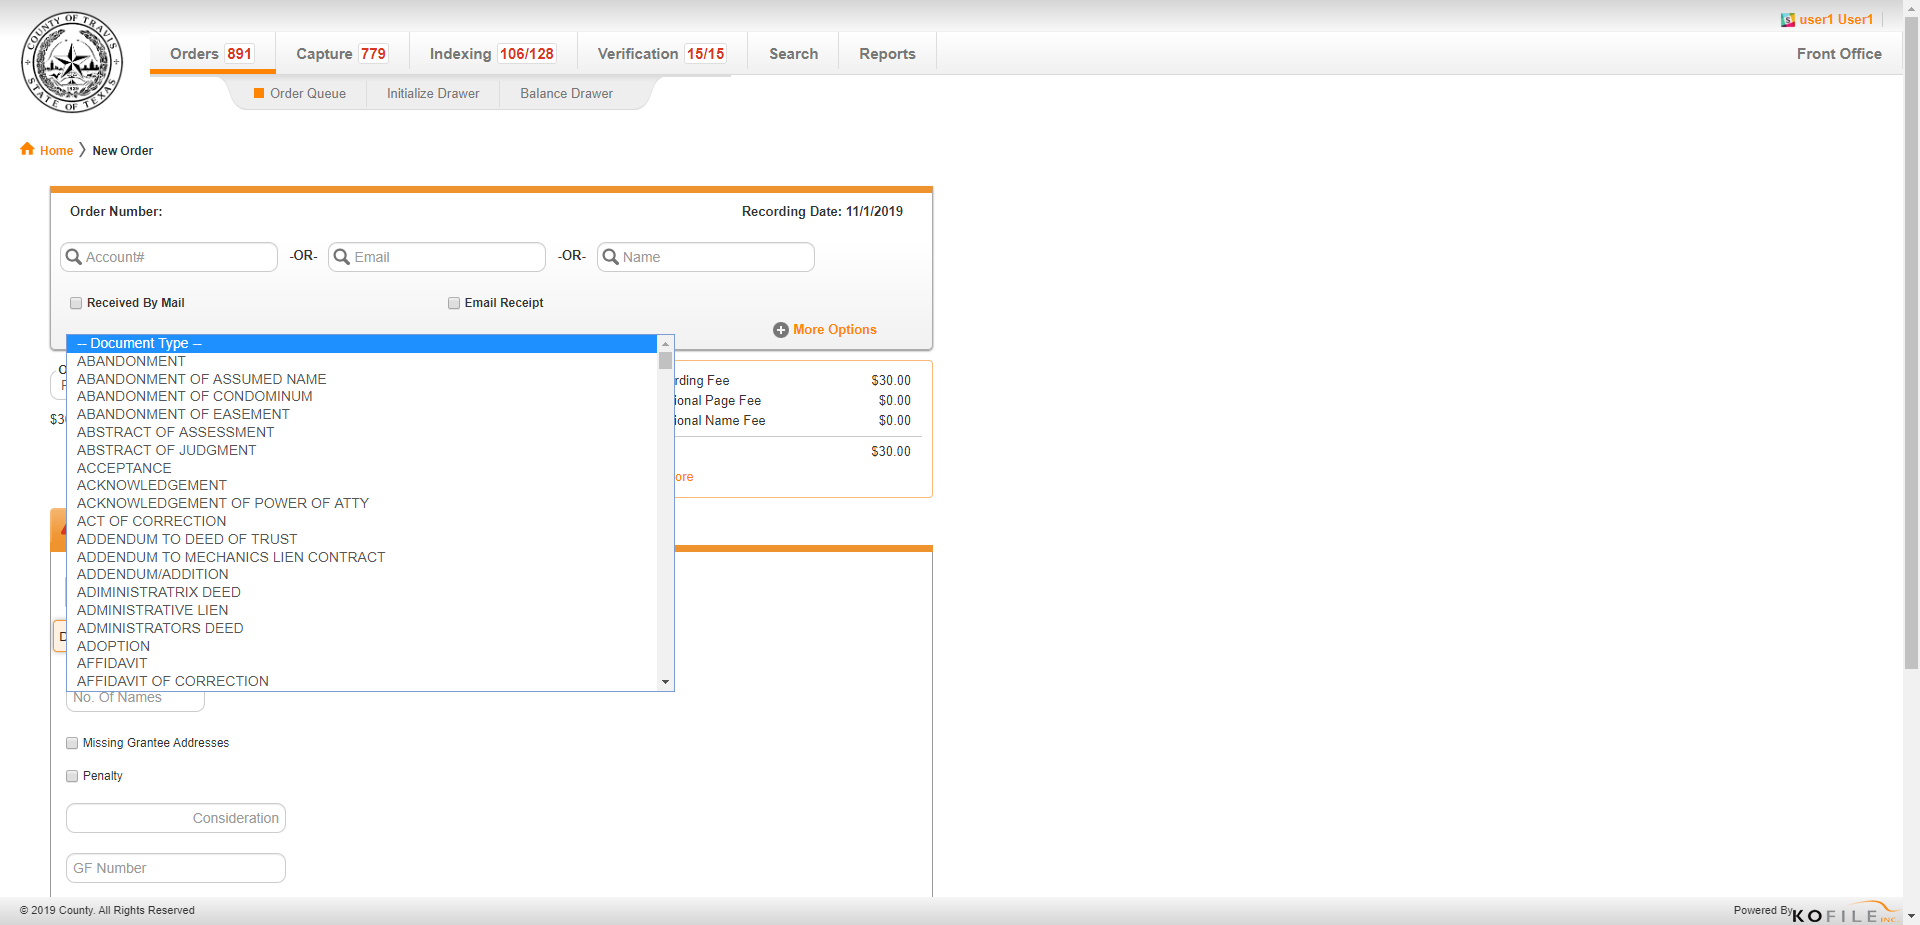 user1 User1
COUNTY OF TRAVIS
STATE OF TEXAS
Orders 891 Capture 779 Indexing 106/128 Verification 15/15 Search Reports Front Office
Order Queue Initialize Drawer Balance Drawer
Home New Order
Order Number: Recording Date: 11/1/2019
Account# -OR- Email -OR- Name
Received By Mail Email Receipt
More Options
-- Document Type --
ABANDONMENT
ABANDONMENT OF ASSUMED NAME
ABANDONMENT OF CONDOMINUM
ABANDONMENT OF EASEMENT
ABSTRACT OF ASSESSMENT
ABSTRACT OF JUDGMENT
ACCEPTANCE
ACKNOWLEDGEMENT
ACKNOWLEDGEMENT OF POWER OF ATTY
ACT OF CORRECTION
ADDENDUM TO DEED OF TRUST
ADDENDUM TO MECHANICS LIEN CONTRACT
ADDENDUM/ADDITION
ADIMINISTRATRIX DEED
ADMINISTRATIVE LIEN
ADMINISTRATORS DEED
ADOPTION
AFFIDAVIT
AFFIDAVIT OF CORRECTION
rding Fee $30.00
ional Page Fee $0.00
ional Name Fee $0.00
$30.00
ore
No. Of Names
Missing Grantee Addresses
Penalty
Consideration
GF Number
© 2019 County. All Rights Reserved
Powered By KOFILE INC.